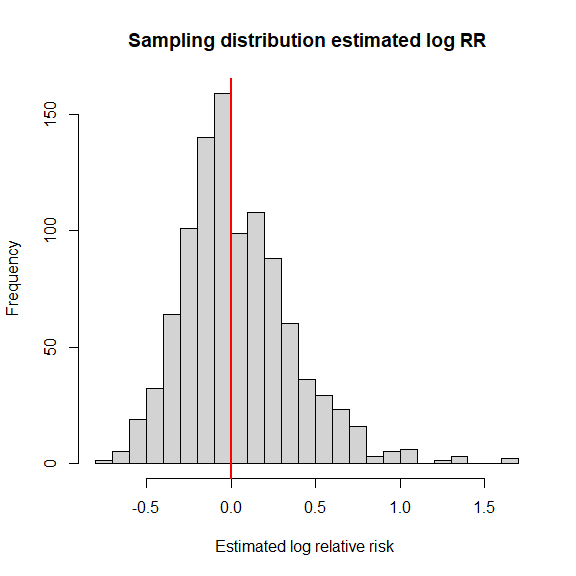 Sampling distribution estimated log RR
Frequency
150
100
50
0
-0.5 0.0 0.5 1.0 1.5
Estimated log relative risk